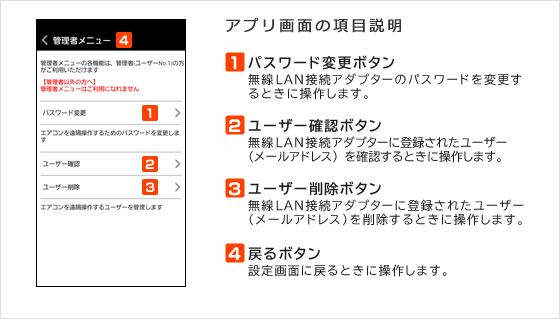 管理者メニュー 4
管理者メニューの各機能は、管理者(ユーザーNo.1)の方
がご利用いただけます
【管理者以外の方へ】
管理者メニューはご利用になれません
パスワード変更 1
エアコンを遠隔操作するためのパスワードを変更しま
す
ユーザー確認 2
ユーザー削除 3
エアコンを遠隔操作するユーザーを管理します
アプリ画面の項目説明
1 パスワード変更ボタン
無線LAN接続アダプターのパスワードを変更す
るときに操作します。
2 ユーザー確認ボタン
無線LAN接続アダプターに登録されたユーザー
(メールアドレス) を確認するときに操作します。
3 ユーザー削除ボタン
無線LAN接続アダプターに登録されたユーザー
(メールアドレス)を削除するときに操作します。
4 戻るボタン
設定画面に戻るときに操作します。